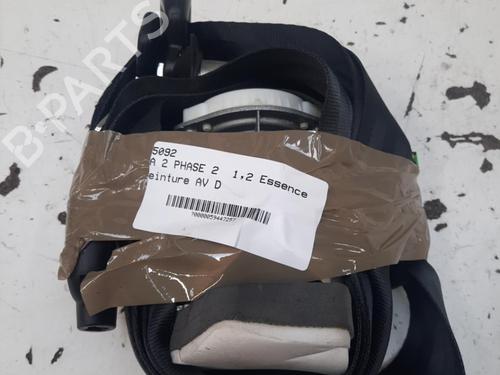 B-PARTS
5092
A 2 PHASE 2 1,2 Essence
einture AV D